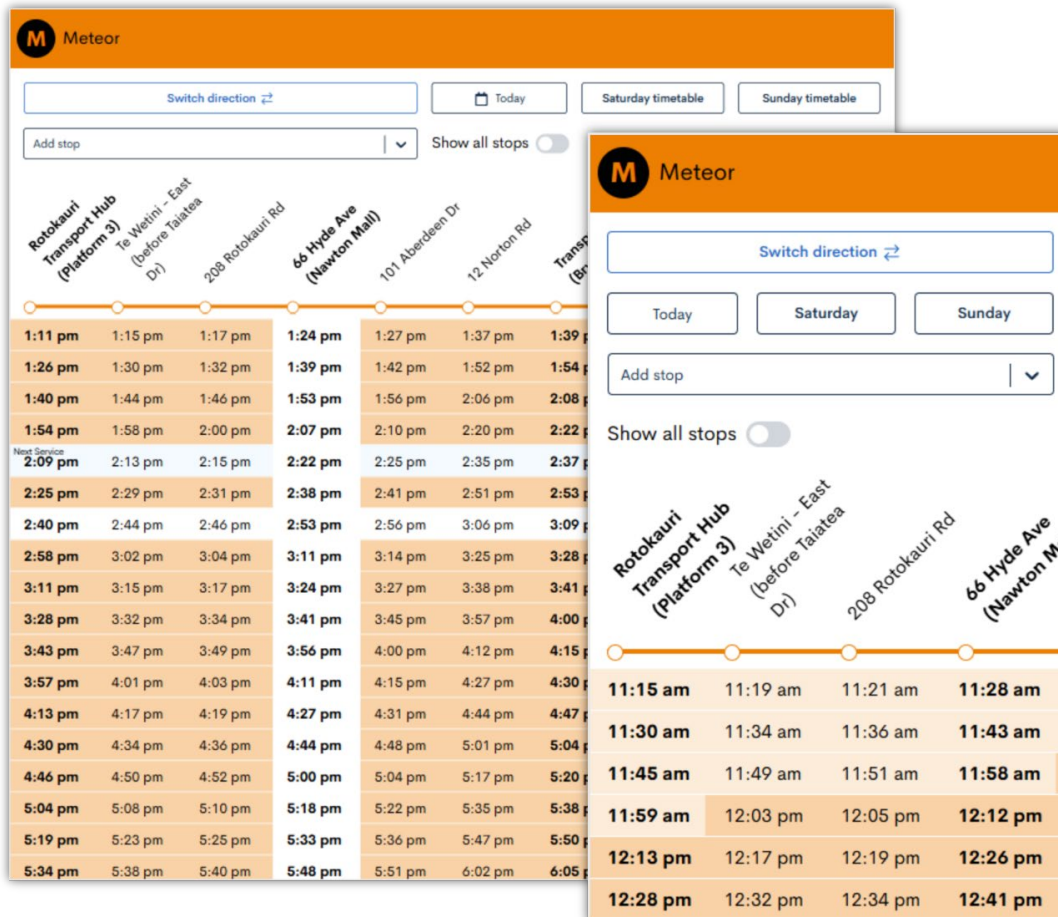 M Meteor
Switch direction
Today
Saturday timetable
Sunday timetable
Add stop
Show all stops
Rotokauri
Transport Hub
(Platform 3)
Te Wetini - East
(before Taiatea
Dr)
208 Rotokauri Rd
66 Hyde Ave
(Nawton Mall)
101 Aberdeen Dr
12 Norton Rd
1:11 pm 1:15 pm 1:17 pm 1:24 pm 1:27 pm 1:37 pm 1:39
1:26 pm 1:30 pm 1:32 pm 1:39 pm 1:42 pm 1:52 pm 1:54
1:40 pm 1:44 pm 1:46 pm 1:53 pm 1:56 pm 2:06 pm 2:08
1:54 pm 1:58 pm 2:00 pm 2:07 pm 2:10 pm 2:20 pm 2:22
Next Service
2:09 pm 2:13 pm 2:15 pm 2:22 pm 2:25 pm 2:35 pm 2:37
2:25 pm 2:29 pm 2:31 pm 2:38 pm 2:41 pm 2:51 pm 2:53
2:40 pm 2:44 pm 2:46 pm 2:53 pm 2:56 pm 3:06 pm 3:09
2:58 pm 3:02 pm 3:04 pm 3:11 pm 3:14 pm 3:25 pm 3:28
3:11 pm 3:15 pm 3:17 pm 3:24 pm 3:27 pm 3:38 pm 3:41
3:28 pm 3:32 pm 3:34 pm 3:41 pm 3:45 pm 3:57 pm 4:00
3:43 pm 3:47 pm 3:49 pm 3:56 pm 4:00 pm 4:12 pm 4:15
3:57 pm 4:01 pm 4:03 pm 4:11 pm 4:15 pm 4:27 pm 4:30
4:13 pm 4:17 pm 4:19 pm 4:27 pm 4:31 pm 4:44 pm 4:47
4:30 pm 4:34 pm 4:36 pm 4:44 pm 4:48 pm 5:01 pm 5:04
4:46 pm 4:50 pm 4:52 pm 5:00 pm 5:04 pm 5:17 pm 5:20
5:04 pm 5:08 pm 5:10 pm 5:18 pm 5:22 pm 5:35 pm 5:38
5:19 pm 5:23 pm 5:25 pm 5:33 pm 5:36 pm 5:47 pm 5:50
5:34 pm 5:38 pm 5:40 pm 5:48 pm 5:51 pm 6:02 pm 6:05
M Meteor
Switch direction
Today
Saturday
Sunday
Add stop
Show all stops
Rotokauri
Transport Hub
(Platform 3)
Te Wetini - East
(before Taiatea
Dr)
208 Rotokauri Rd
66 Hyde Ave
(Nawton
11:15 am 11:19 am 11:21 am 11:28 am
11:30 am 11:34 am 11:36 am 11:43 am
11:45 am 11:49 am 11:51 am 11:58 am
11:59 am 12:03 pm 12:05 pm 12:12 pm
12:13 pm 12:17 pm 12:19 pm 12:26 pm
12:28 pm 12:32 pm 12:34 pm 12:41 pm